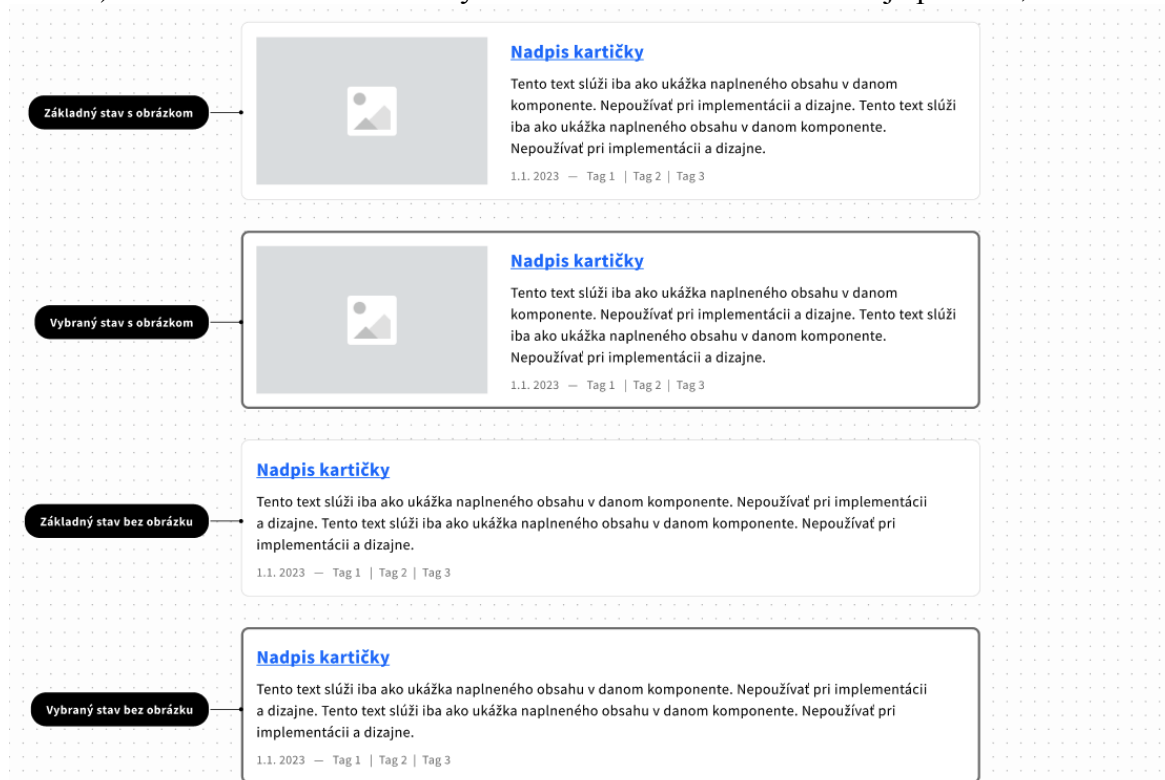 Základný stav s obrázkom
Nadpis kartičky
Tento text slúži iba ako ukážka naplneného obsahu v danom
komponente. Nepoužívať pri implementácii a dizajne. Tento text slúži
iba ako ukážka naplneného obsahu v danom komponente.
Nepoužívať pri implementácii a dizajne.
1.1. 2023 — Tag 1 | Tag 2 | Tag 3
Vybraný stav s obrázkom
Nadpis kartičky
Tento text slúži iba ako ukážka naplneného obsahu v danom
komponente. Nepoužívať pri implementácii a dizajne. Tento text slúži
iba ako ukážka naplneného obsahu v danom komponente.
Nepoužívať pri implementácii a dizajne.
1.1. 2023 — Tag 1 | Tag 2 | Tag 3
Základný stav bez obrázku
Nadpis kartičky
Tento text slúži iba ako ukážka naplneného obsahu v danom komponente. Nepoužívať pri implementácii
a dizajne. Tento text slúži iba ako ukážka naplneného obsahu v danom komponente. Nepoužívať pri
implementácii a dizajne.
1.1. 2023 — Tag 1 | Tag 2 | Tag 3
Vybraný stav bez obrázku
Nadpis kartičky
Tento text slúži iba ako ukážka naplneného obsahu v danom komponente. Nepoužívať pri implementácii
a dizajne. Tento text slúži iba ako ukážka naplneného obsahu v danom komponente. Nepoužívať pri
implementácii a dizajne.
1.1. 2023 — Tag 1 | Tag 2 | Tag 3